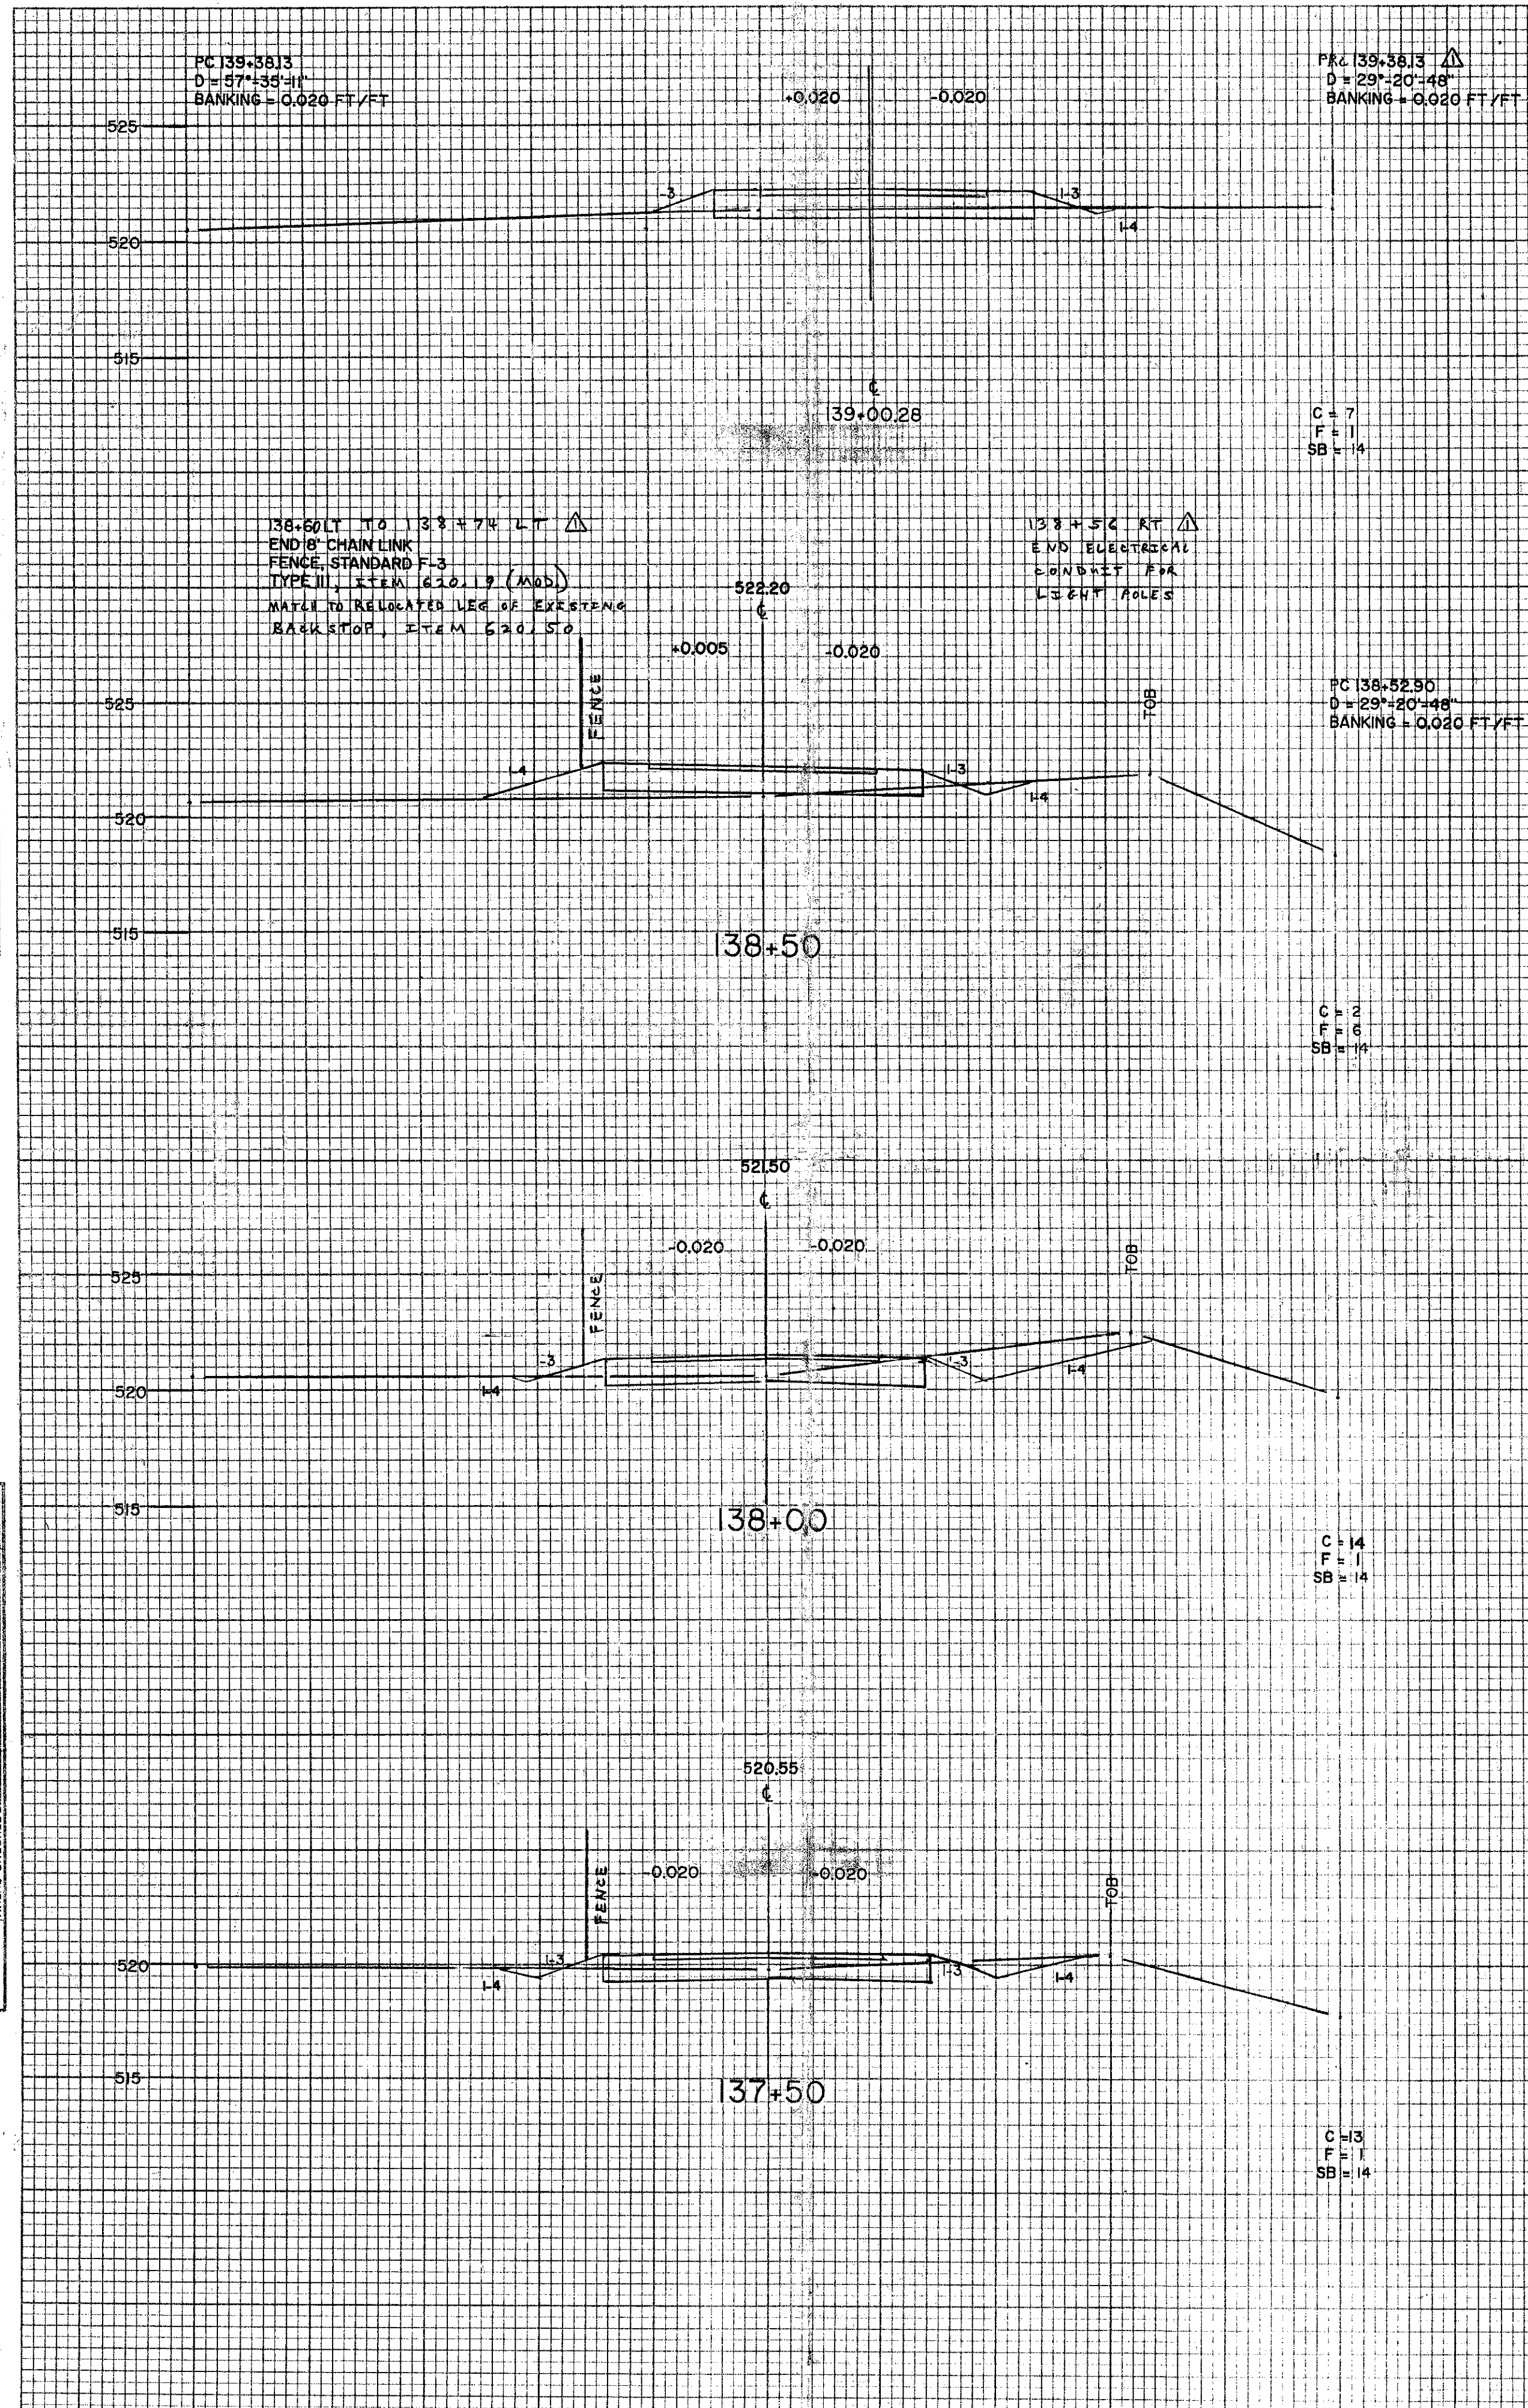 PC 139+38.13
D = 57°-35'-11"
BANKING = 0.020 FT/FT
PRC 139+38.13 1
D = 29°-20'-48"
BANKING = 0.020 FT/FT
+0.020 -0.020
525
1-3
-3
520
1-4
515
℄
139+00.28
C = 7
F = 1
SB = 14
138+60 LT TO 138+74 LT 1
END 8' CHAIN LINK
FENCE, STANDARD F-3
TYPE III, ITEM 620.19 (MOD.)
MATCH TO RELOCATED LEG OF EXISTING
BACKSTOP, ITEM 620.50
138+56 RT 1
END ELECTRICAL
CONDUIT FOR
LIGHT POLES
522.20
℄
+0.005 -0.020
PC 138+52.90
D = 29°-20'-48"
BANKING = 0.020 FT/FT
525
FENCE
TOB
1-4
1-3
1-4
520
515
138+50
C = 2
F = 6
SB = 14
521.50
℄
-0.020 -0.020
525
FENCE
TOB
-3
1-3
1-4
1-4
520
515
138+00
C = 14
F = 1
SB = 14
520.55
℄
-0.020 -0.020
FENCE
TOB
520
1-3
1-3
1-4
1-4
515
137+50
C = 13
F = 1
SB = 14